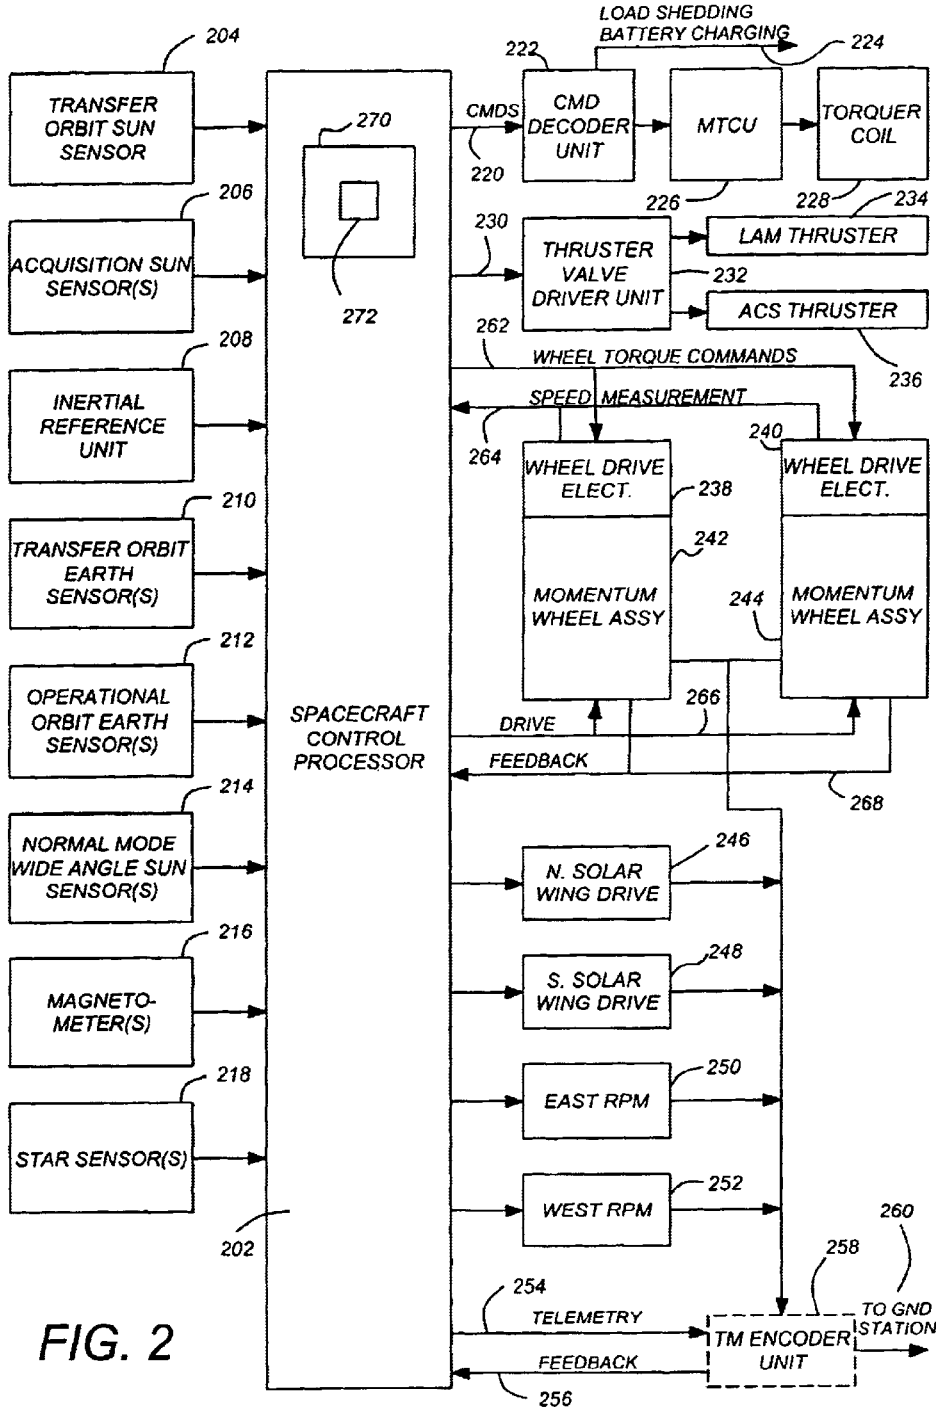 LOAD SHEDDING
BATTERY CHARGING
204
222
224
TRANSFER
ORBIT SUN
SENSOR
270
CMDS
220
CMD
DECODER
UNIT
MTCU
226
TORQUER
COIL
228
206
ACQUISITION SUN
SENSOR(S)
272
230
THRUSTER
VALVE
DRIVER UNIT
232
234
LAM THRUSTER
ACS THRUSTER
236
208
INERTIAL
REFERENCE
UNIT
262
WHEEL TORQUE COMMANDS
SPEED MEASUREMENT
264
240
WHEEL DRIVE
ELECT.
238
WHEEL DRIVE
ELECT.
210
TRANSFER ORBIT
EARTH
SENSOR(S)
242
MOMENTUM
WHEEL ASSY
244
MOMENTUM
WHEEL ASSY
212
OPERATIONAL
ORBIT EARTH
SENSOR(S)
SPACECRAFT
CONTROL
PROCESSOR
DRIVE
266
FEEDBACK
268
214
NORMAL MODE
WIDE ANGLE SUN
SENSOR(S)
246
N. SOLAR
WING DRIVE
216
MAGNETO-
METER(S)
248
S. SOLAR
WING DRIVE
218
STAR SENSOR(S)
250
EAST RPM
252
WEST RPM
202
254
TELEMETRY
258
260
TM ENCODER
UNIT
TO GND
STATION
FEEDBACK
256
FIG. 2